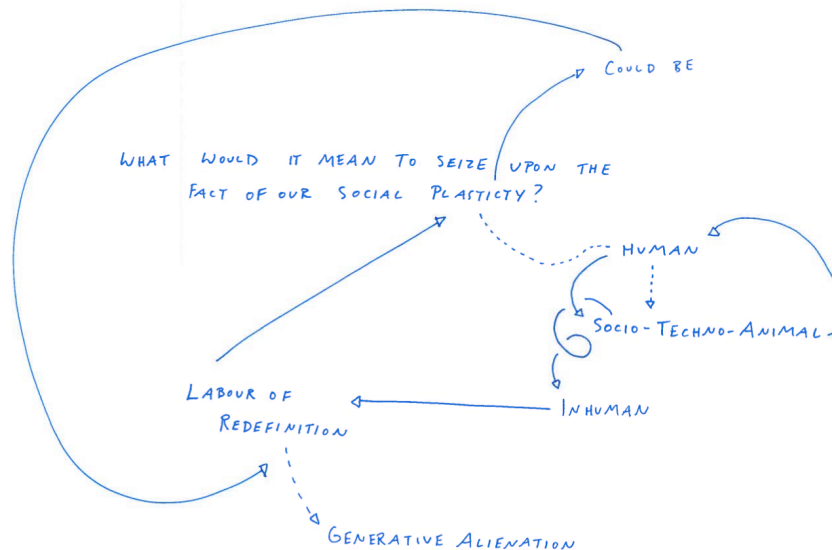 COULD BE
WHAT WOULD IT MEAN TO SEIZE UPON THE
FACT OF OUR SOCIAL PLASTICTY?
HUMAN
SOCIO-TECHNO-ANIMAL-
LABOUR OF
REDEFINITION
INHUMAN
GENERATIVE ALIENATION